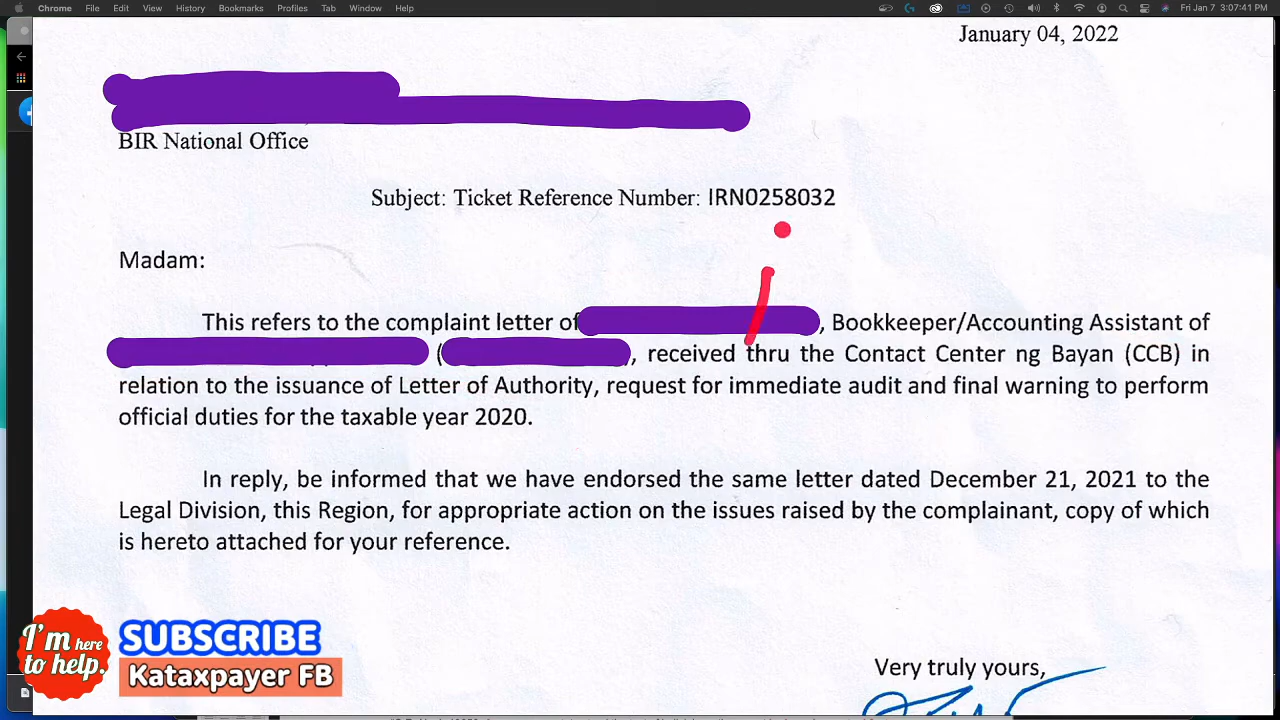 Chrome File Edit View History Bookmarks Profiles Tab Window Help Fri Jan 7 3:07:41 PM
January 04, 2022
BIR National Office
Subject: Ticket Reference Number: IRN0258032
Madam:
This refers to the complaint letter of , Bookkeeper/Accounting Assistant of
( , received thru the Contact Center ng Bayan (CCB) in
relation to the issuance of Letter of Authority, request for immediate audit and final warning to perform
official duties for the taxable year 2020.
In reply, be informed that we have endorsed the same letter dated December 21, 2021 to the
Legal Division, this Region, for appropriate action on the issues raised by the complainant, copy of which
is hereto attached for your reference.
I'm here
to help.
SUBSCRIBE
Kataxpayer FB
Very truly yours,